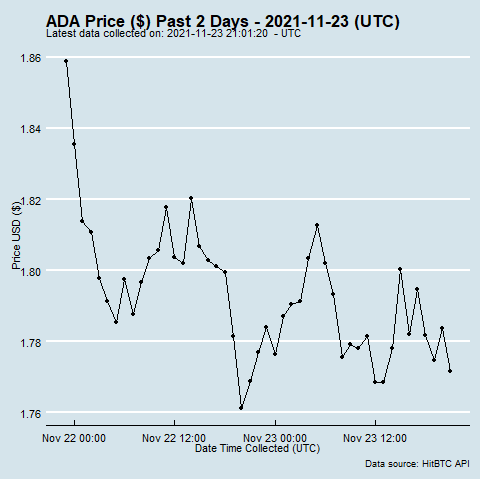 ADA Price ($) Past 2 Days - 2021-11-23 (UTC)
Latest data collected on: 2021-11-23 21:01:20 - UTC
1.86
1.84
1.82
1.80
1.78
1.76
Price USD ($)
Nov 22 00:00 Nov 22 12:00 Nov 23 00:00 Nov 23 12:00
Date Time Collected (UTC)
Data source: HitBTC API